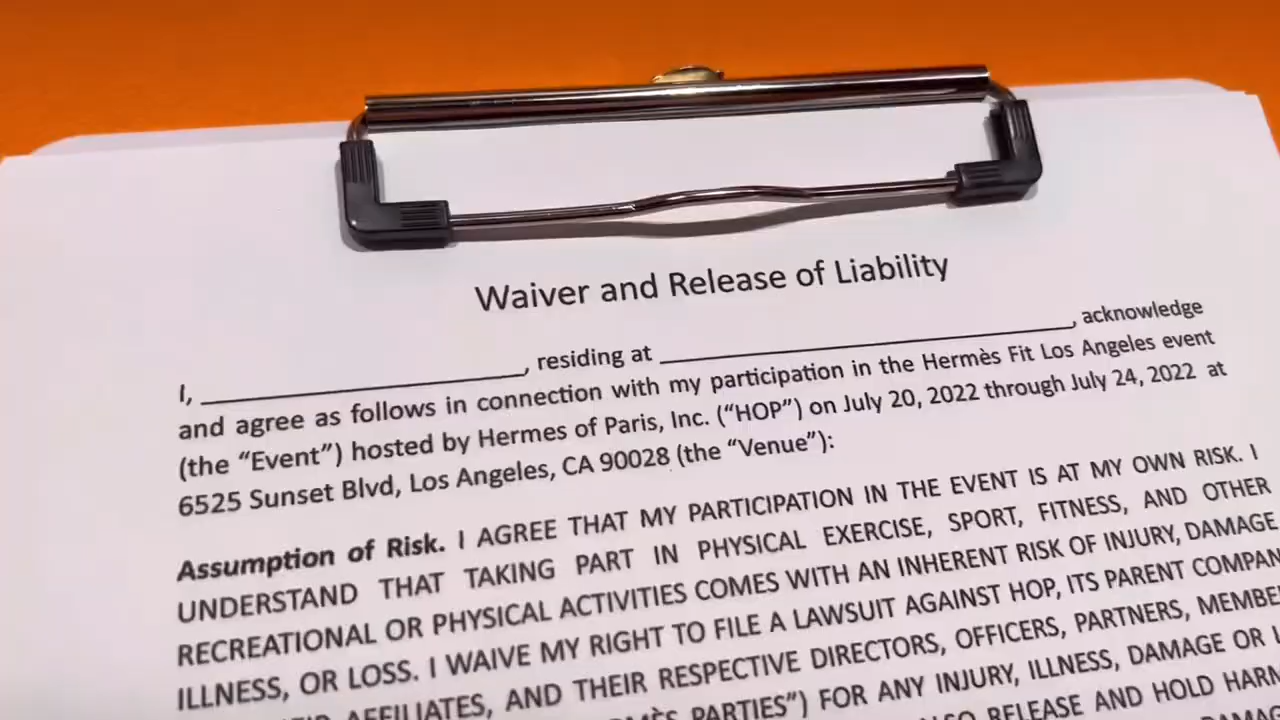 Waiver and Release of Liability
I, ____________________, residing at ____________________, acknowledge
and agree as follows in connection with my participation in the Hermès Fit Los Angeles event
(the “Event”) hosted by Hermes of Paris, Inc. (“HOP”) on July 20, 2022 through July 24, 2022 at
6525 Sunset Blvd, Los Angeles, CA 90028 (the “Venue”):
Assumption of Risk. I AGREE THAT MY PARTICIPATION IN THE EVENT IS AT MY OWN RISK. I
UNDERSTAND THAT TAKING PART IN PHYSICAL EXERCISE, SPORT, FITNESS, AND OTHER
RECREATIONAL OR PHYSICAL ACTIVITIES COMES WITH AN INHERENT RISK OF INJURY, DAMAGE
ILLNESS, OR LOSS. I WAIVE MY RIGHT TO FILE A LAWSUIT AGAINST HOP, ITS PARENT COMPAN
AFFILIATES, AND THEIR RESPECTIVE DIRECTORS, OFFICERS, PARTNERS, MEMBE
PARTIES”) FOR ANY INJURY, ILLNESS, DAMAGE OR
RELEASE AND HOLD HARM